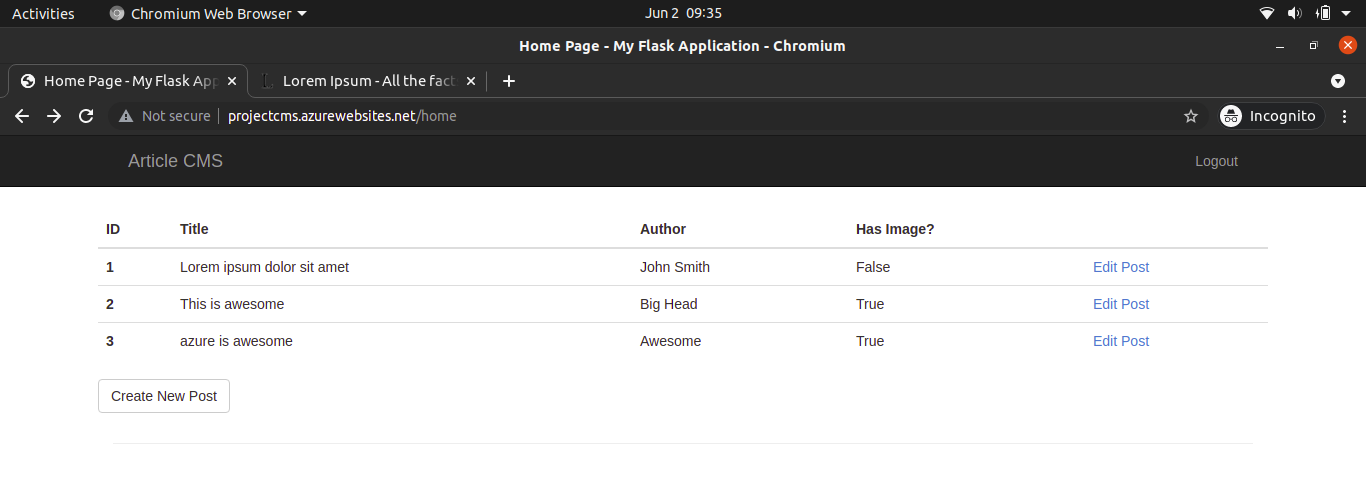 Activities Chromium Web Browser Jun 2 09:35
Home Page - My Flask Application - Chromium
Home Page - My Flask App Lorem Ipsum - All the fact
Not secure projectcms.azurewebsites.net/home Incognito
Article CMS Logout
ID Title Author Has Image?
1 Lorem ipsum dolor sit amet John Smith False Edit Post
2 This is awesome Big Head True Edit Post
3 azure is awesome Awesome True Edit Post
Create New Post